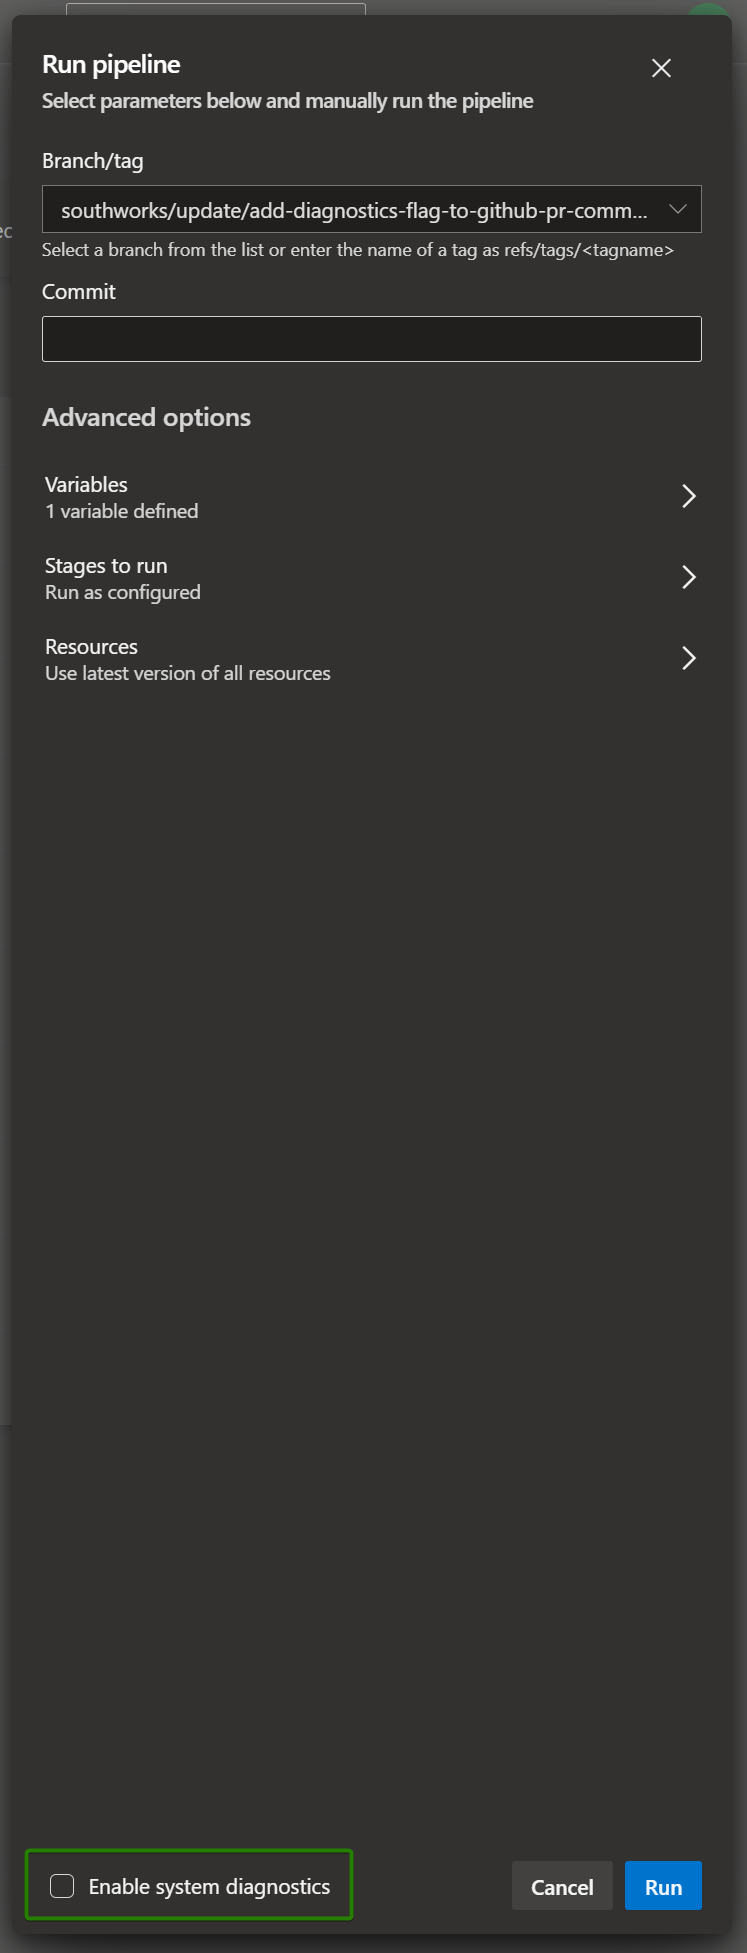 Run pipeline
Select parameters below and manually run the pipeline
Branch/tag
southworks/update/add-diagnostics-flag-to-github-pr-comm...
Select a branch from the list or enter the name of a tag as refs/tags/<tagname>
Commit
Advanced options
Variables
1 variable defined
Stages to run
Run as configured
Resources
Use latest version of all resources
Enable system diagnostics
Cancel
Run